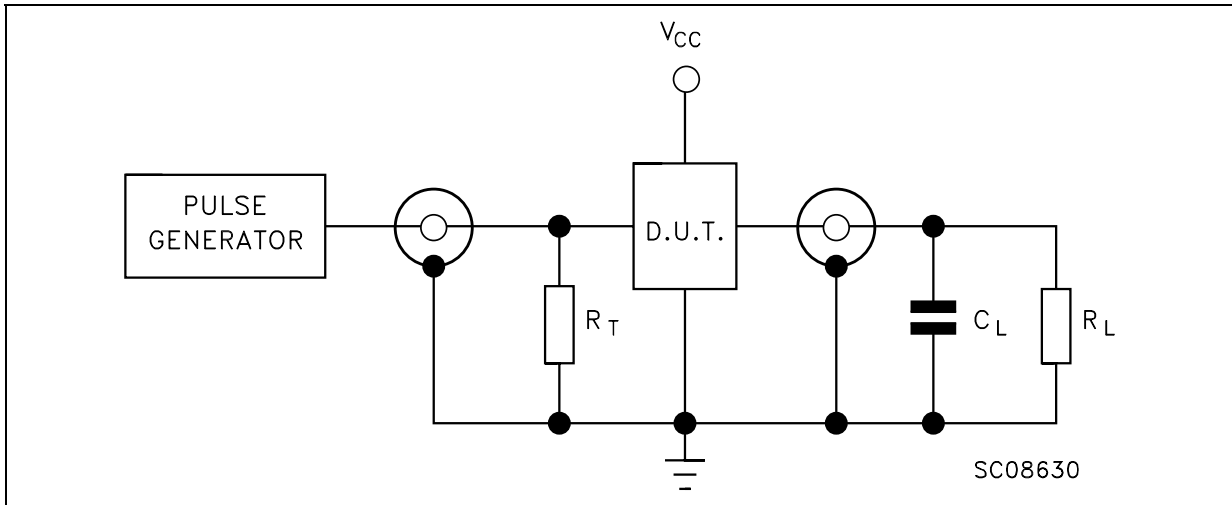 VCC
PULSE
GENERATOR
D.U.T.
RT
CL
RL
SC08630